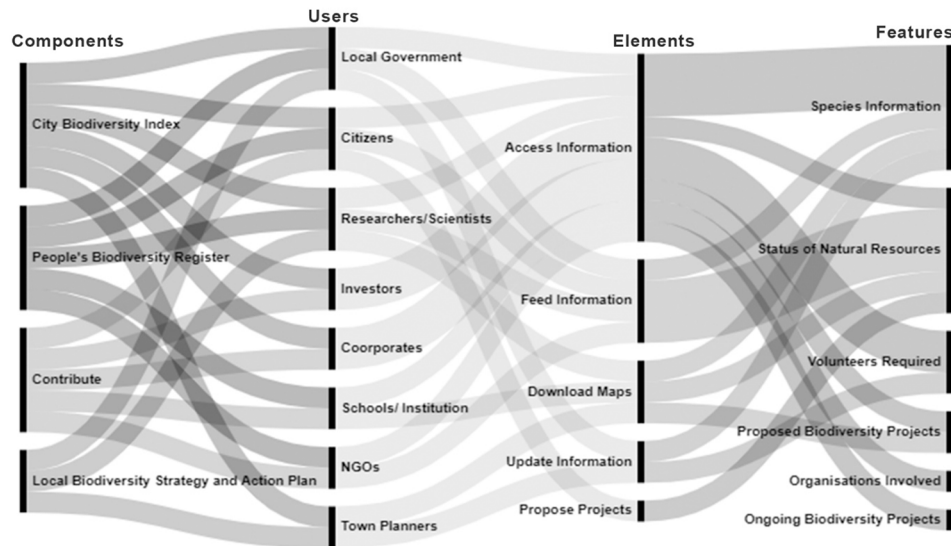 Components
City Biodiversity Index
People's Biodiversity Register
Contribute
Local Biodiversity Strategy and Action Plan
Users
Local Government
Citizens
Researchers/Scientists
Investors
Coorporates
Schools/ Institution
NGOs
Town Planners
Elements
Access Information
Feed Information
Download Maps
Update Information
Propose Projects
Features
Species Information
Status of Natural Resources
Volunteers Required
Proposed Biodiversity Projects
Organisations Involved
Ongoing Biodiversity Projects